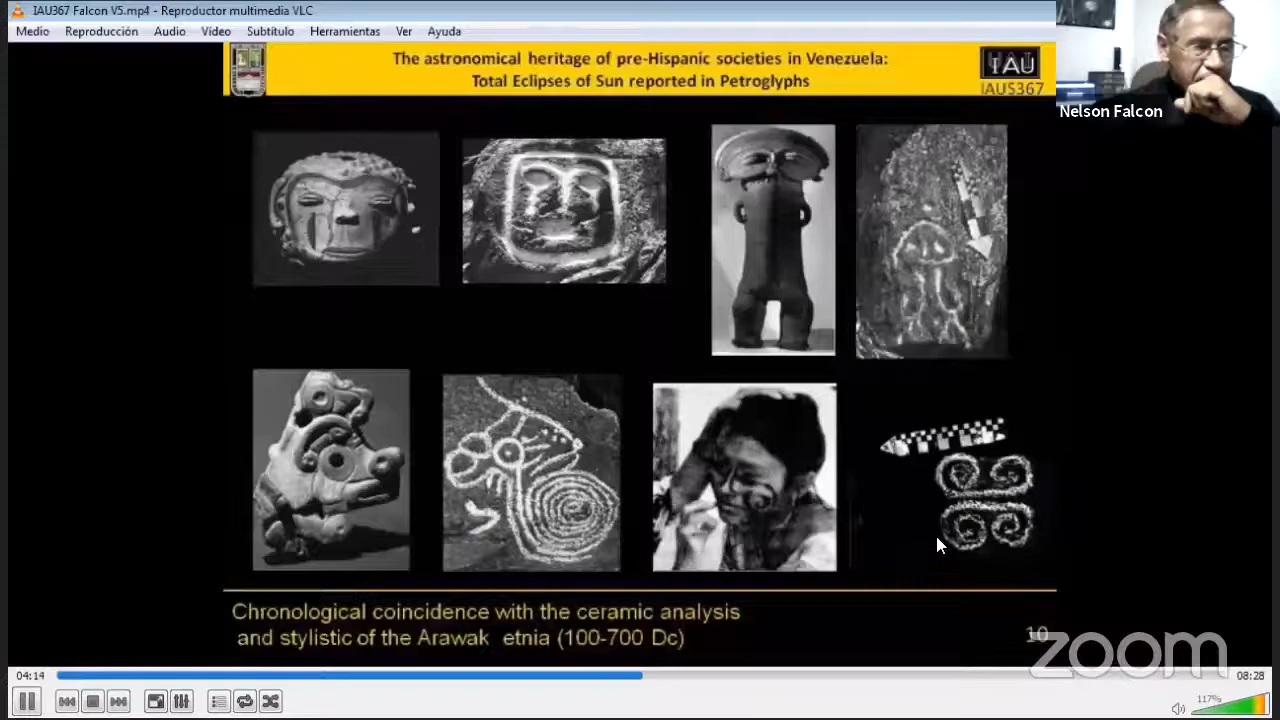 IAU367 Falcon V5.mp4 - Reproductor multimedia VLC
Medio Reproducción Audio Vídeo Subtítulo Herramientas Ver Ayuda
The astronomical heritage of pre-Hispanic societies in Venezuela:
Total Eclipses of Sun reported in Petroglyphs
IAU
IAUS367
Nelson Falcon
Chronological coincidence with the ceramic analysis
and stylistic of the Arawak etnia (100-700 Dc)
10
zoom
04:14
08:28
117%